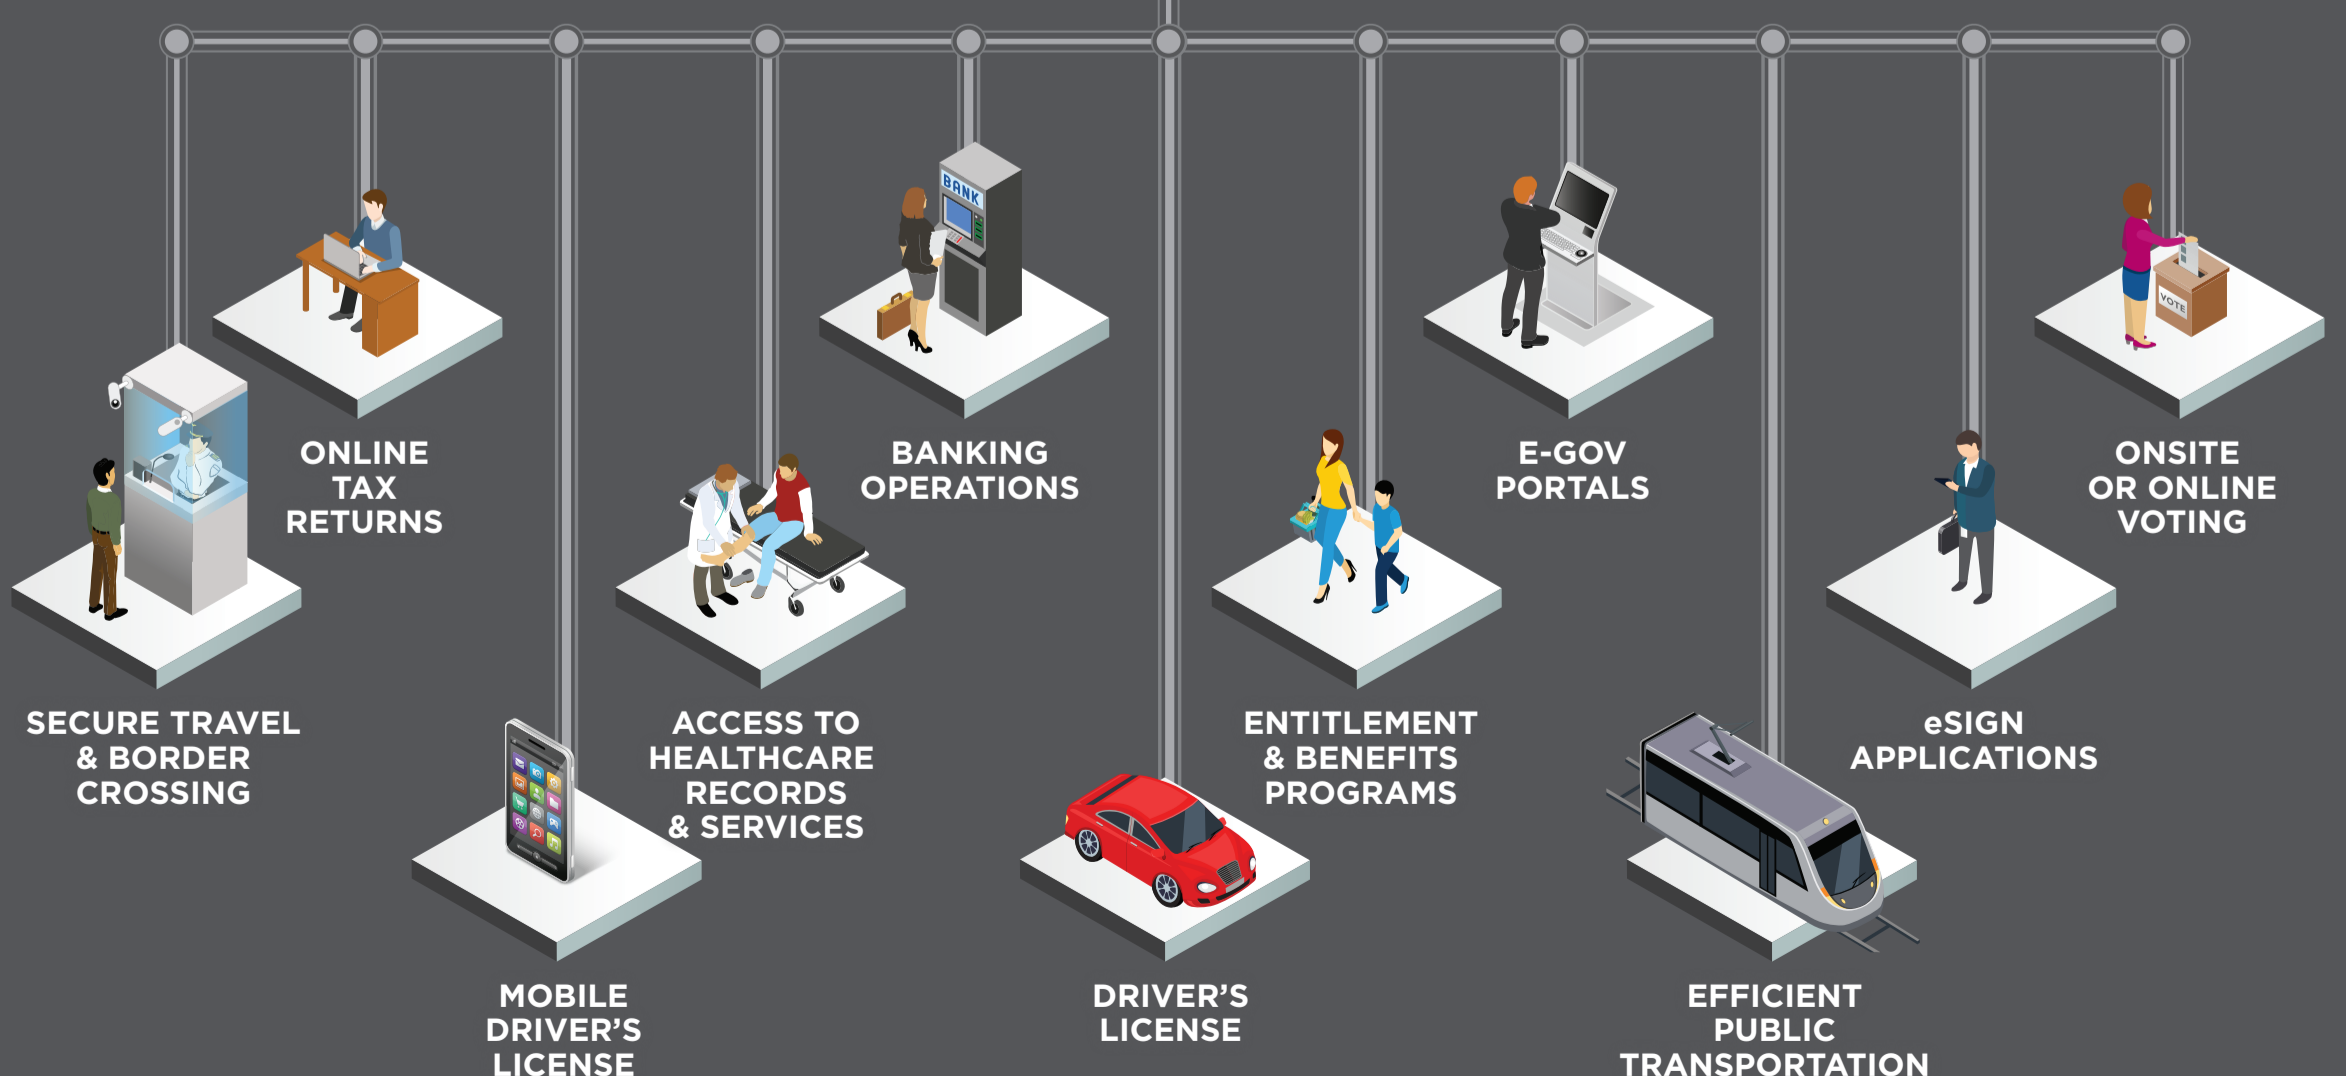 BANK
VOTE
ONLINE
TAX
RETURNS
BANKING
OPERATIONS
E-GOV
PORTALS
ONSITE
OR ONLINE
VOTING
SECURE TRAVEL
& BORDER
CROSSING
ACCESS TO
HEALTHCARE
RECORDS
& SERVICES
ENTITLEMENT
& BENEFITS
PROGRAMS
eSIGN
APPLICATIONS
MOBILE
DRIVER’S
LICENSE
DRIVER’S
LICENSE
EFFICIENT
PUBLIC
TRANSPORTATION